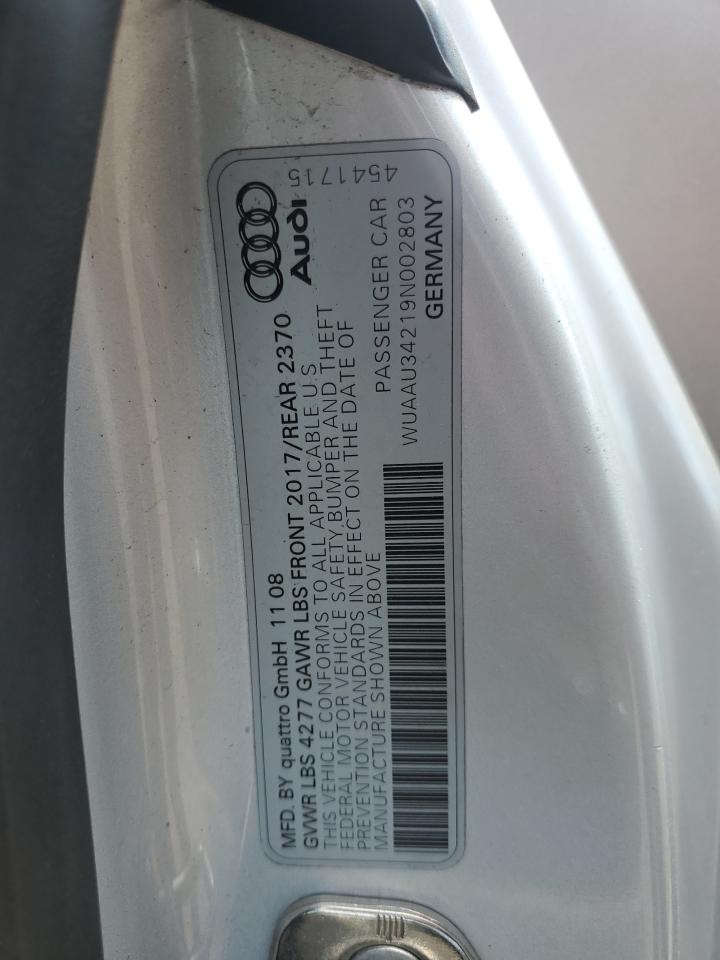 MFD. BY quattro GmbH 11 08
GVWR LBS 4277 GAWR LBS FRONT 2017/REAR 2370
THIS VEHICLE CONFORMS TO ALL APPLICABLE U.S
FEDERAL MOTOR VEHICLE SAFETY, BUMPER AND THEFT
PREVENTION STANDARDS IN EFFECT ON THE DATE OF
MANUFACTURE SHOWN ABOVE
Audi
PASSENGER CAR
WUAAU34219N002803
GERMANY
4541715